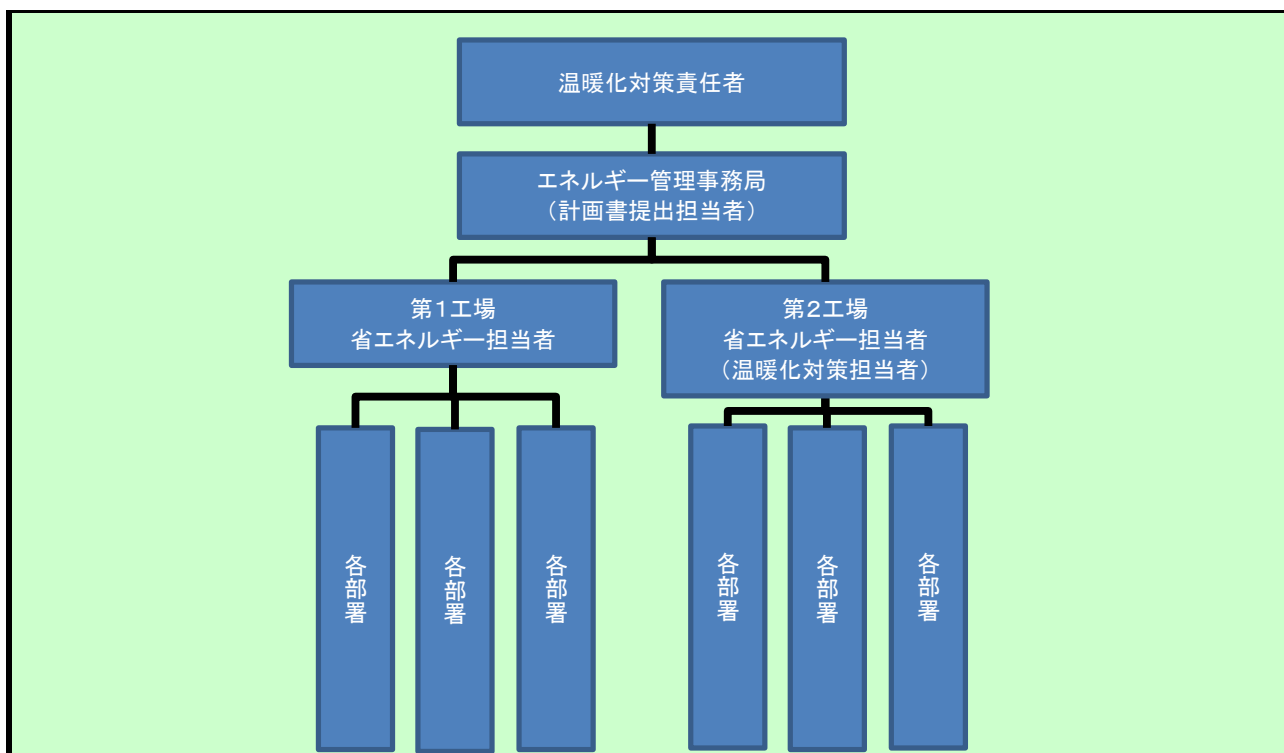 温暖化対策責任者
エネルギー管理事務局
（計画書提出担当者）
第１工場
省エネルギー担当者
第２工場
省エネルギー担当者
（温暖化対策担当者）
各部署
各部署
各部署
各部署
各部署
各部署